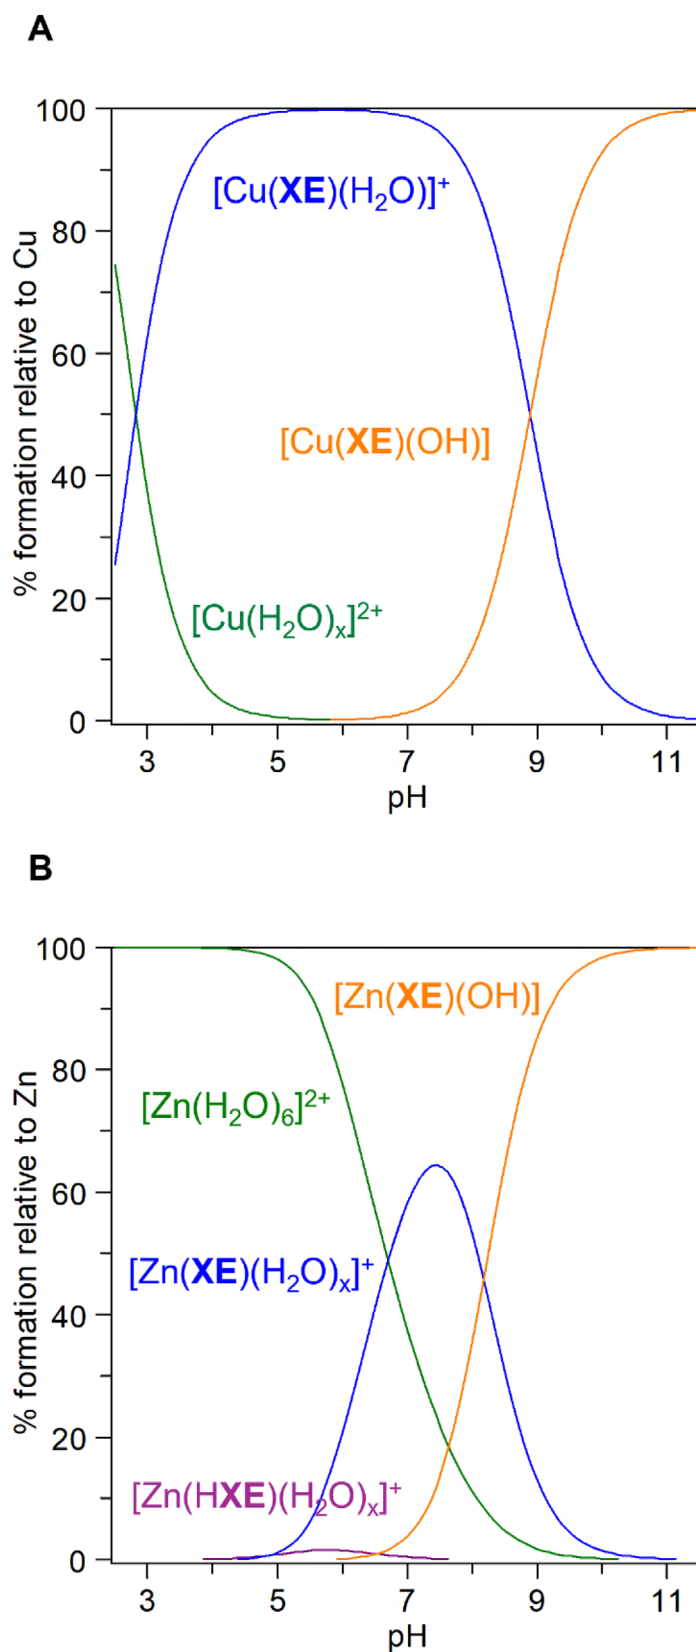 A
100
80
60
40
20
0
% formation relative to Cu
[Cu(XE)(H₂O)]⁺
[Cu(XE)(OH)]
[Cu(H₂O)ₓ]²⁺
3 5 7 9 11
pH
B
100
80
60
40
20
0
% formation relative to Zn
[Zn(XE)(OH)]
[Zn(H₂O)₆]²⁺
[Zn(XE)(H₂O)ₓ]⁺
[Zn(HXE)(H₂O)ₓ]⁺
3 5 7 9 11
pH